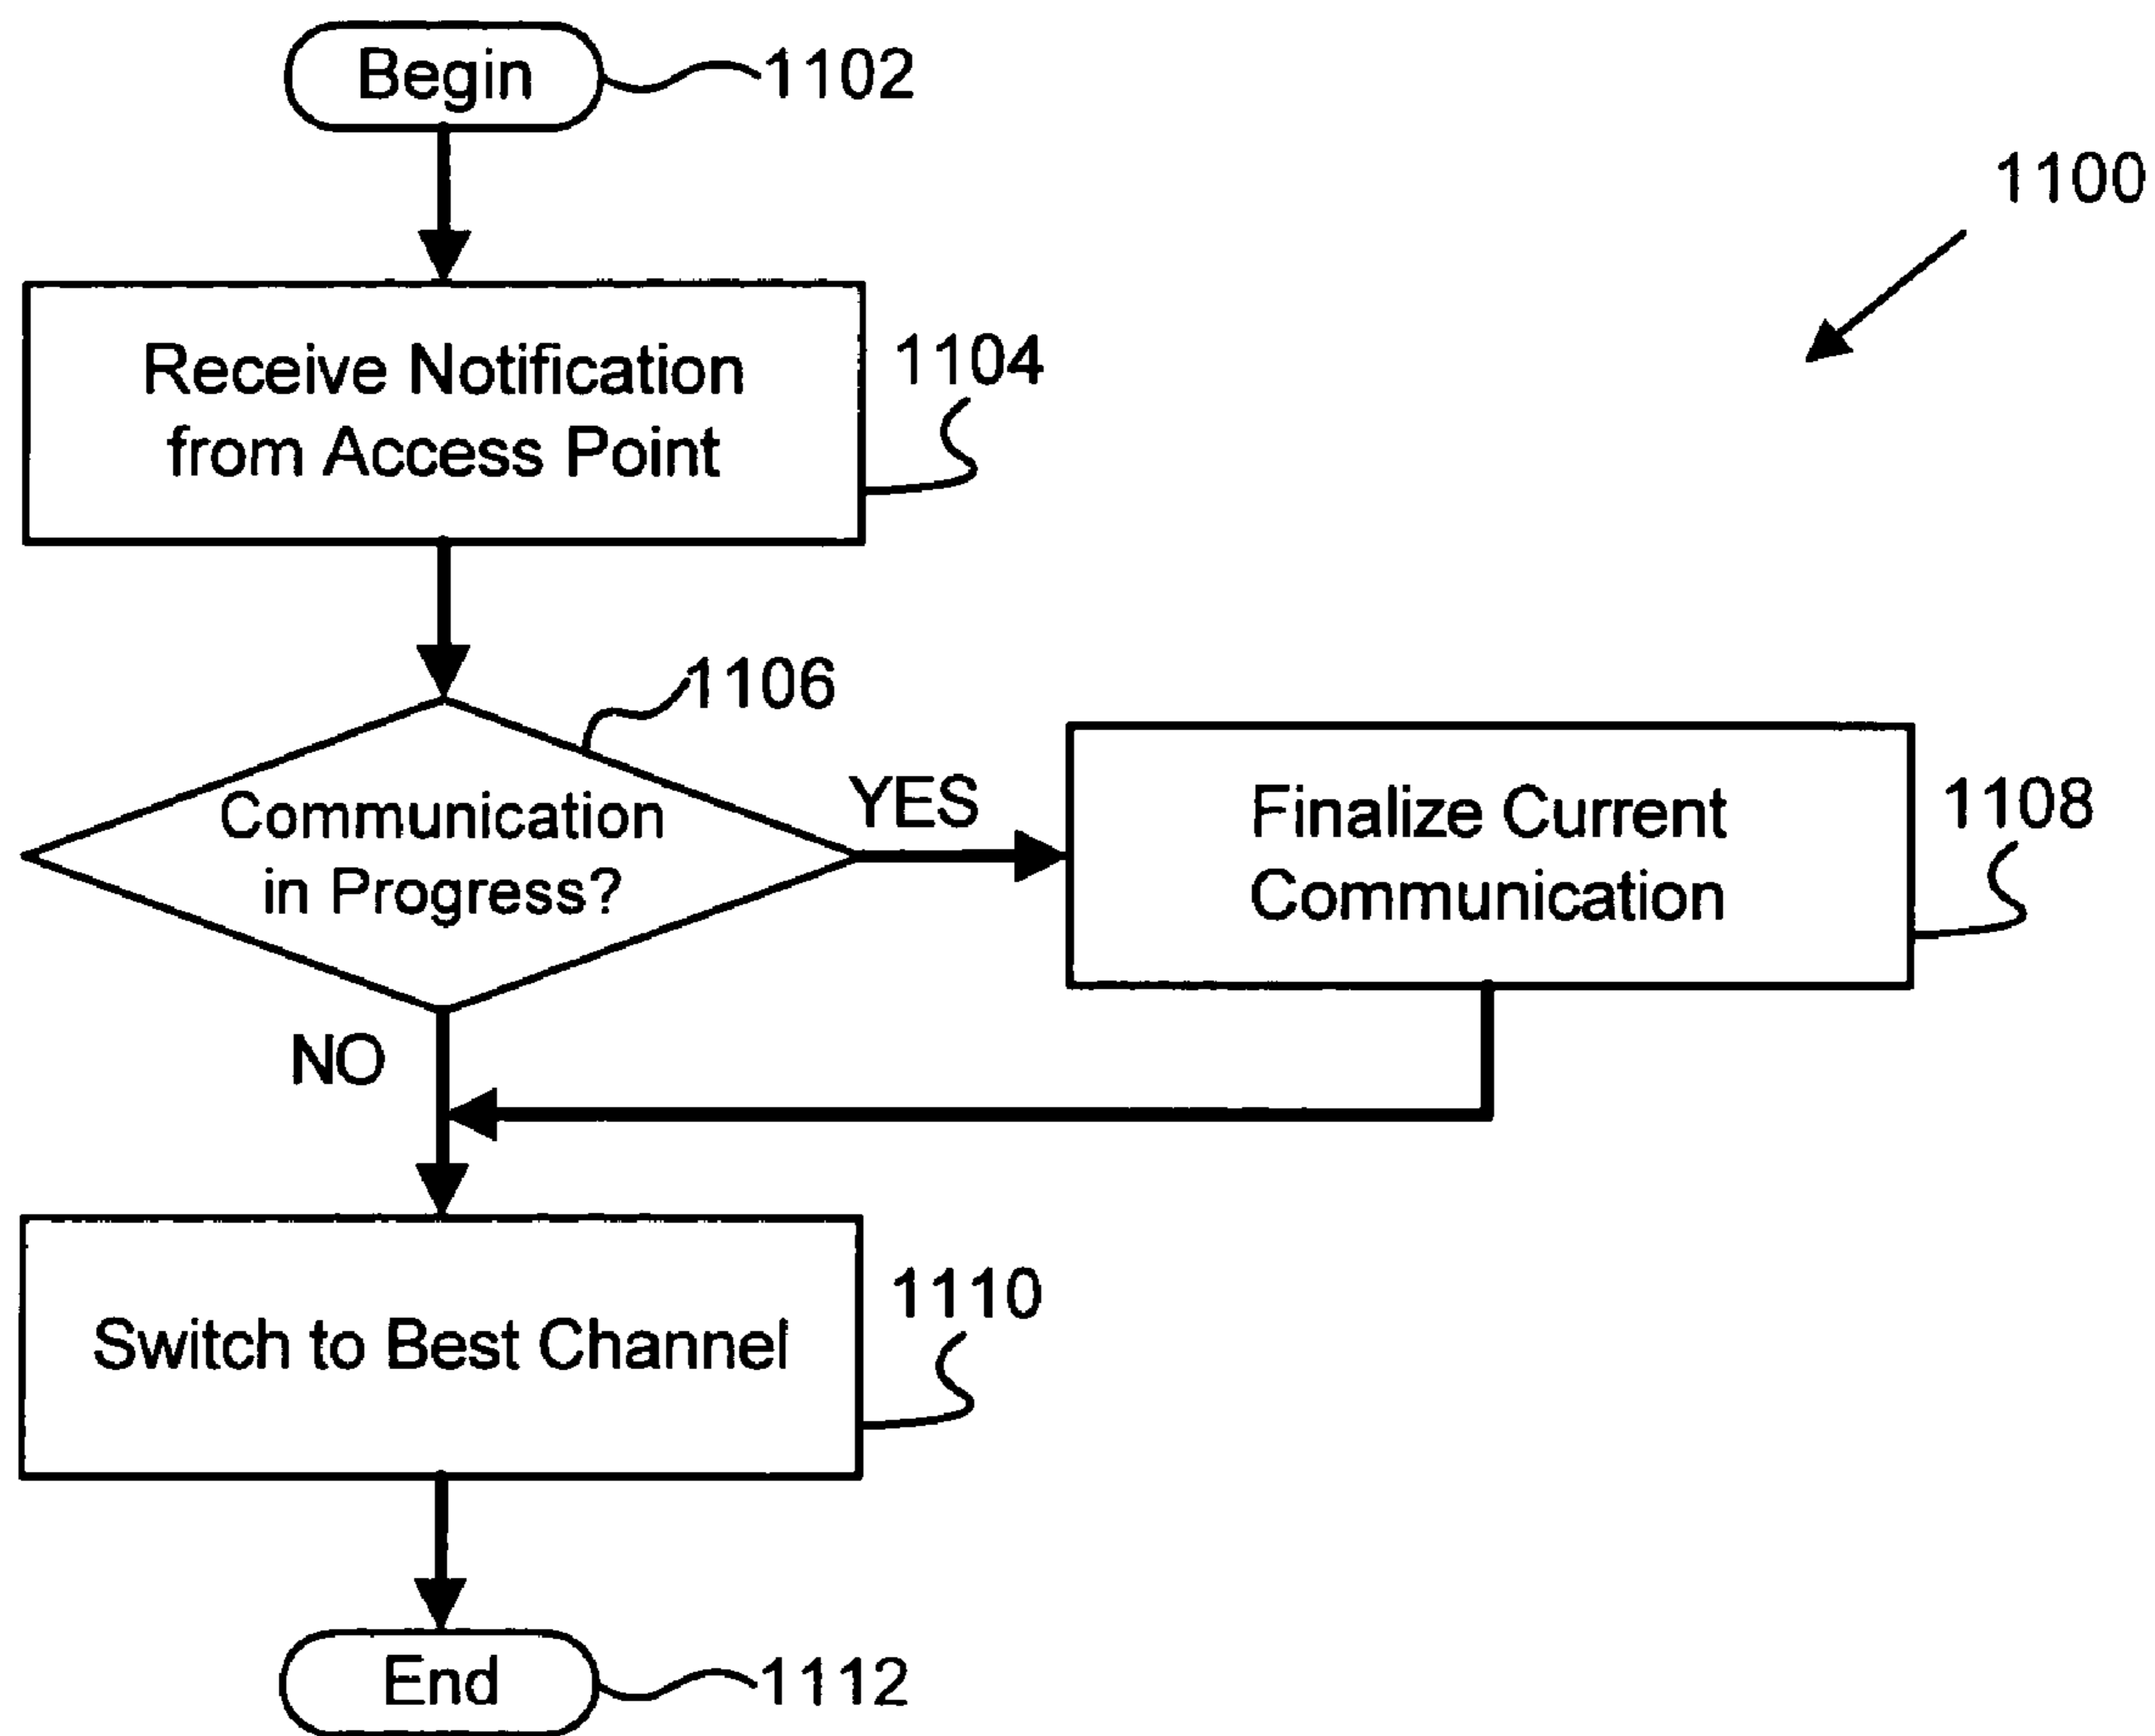 Begin
1102
1100
Receive Notification
from Access Point
1104
1106
Communication
in Progress?
YES
Finalize Current
Communication
1108
NO
Switch to Best Channel
1110
End
1112